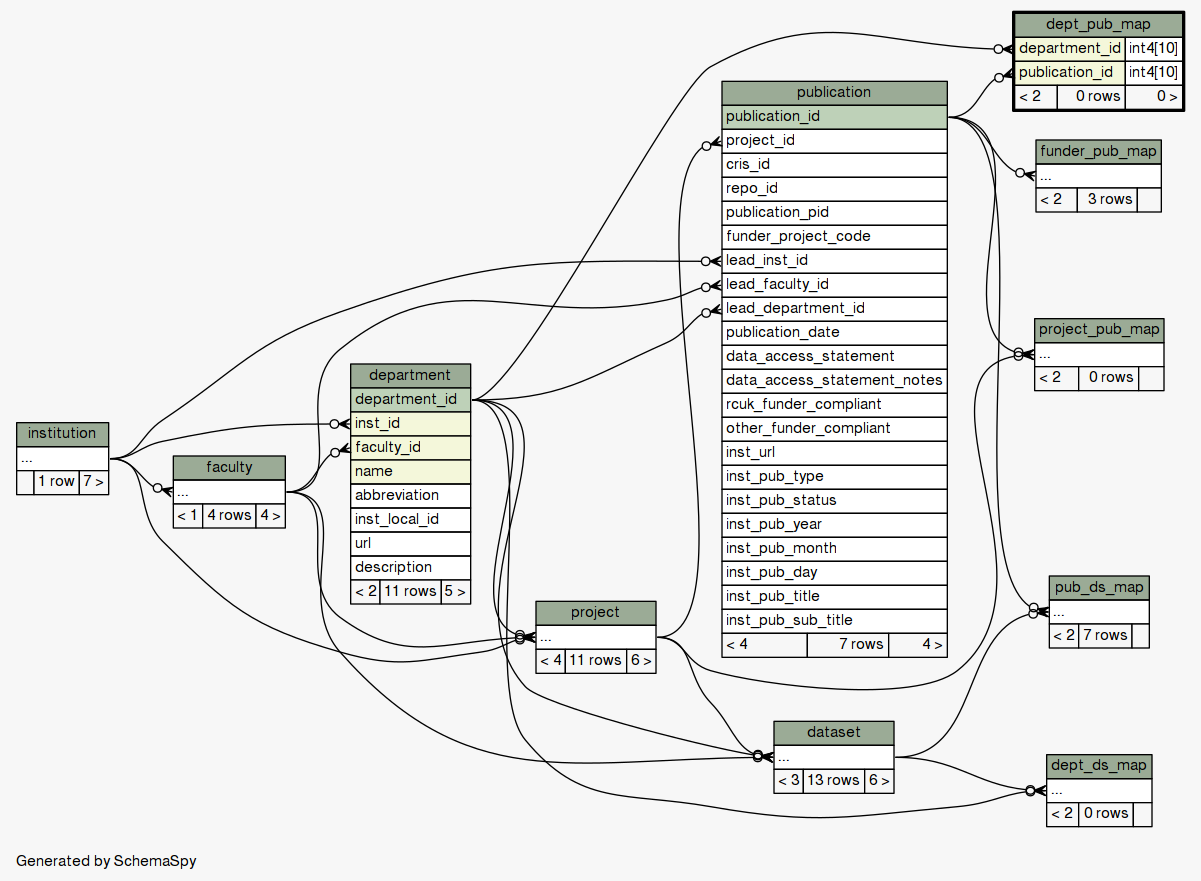 dept_pub_map
department_id int4[10]
publication_id int4[10]
< 2 0 rows 0 >
publication
publication_id
project_id
cris_id
repo_id
publication_pid
funder_project_code
lead_inst_id
lead_faculty_id
lead_department_id
publication_date
data_access_statement
data_access_statement_notes
rcuk_funder_compliant
other_funder_compliant
inst_url
inst_pub_type
inst_pub_status
inst_pub_year
inst_pub_month
inst_pub_day
inst_pub_title
inst_pub_sub_title
< 4 7 rows 4 >
funder_pub_map
...
< 2 3 rows
project_pub_map
...
< 2 0 rows
department
department_id
inst_id
faculty_id
name
abbreviation
inst_local_id
url
description
< 2 11 rows 5 >
institution
...
1 row 7 >
faculty
...
< 1 4 rows 4 >
project
...
< 4 11 rows 6 >
pub_ds_map
...
< 2 7 rows
dataset
...
< 3 13 rows 6 >
dept_ds_map
...
< 2 0 rows
Generated by SchemaSpy